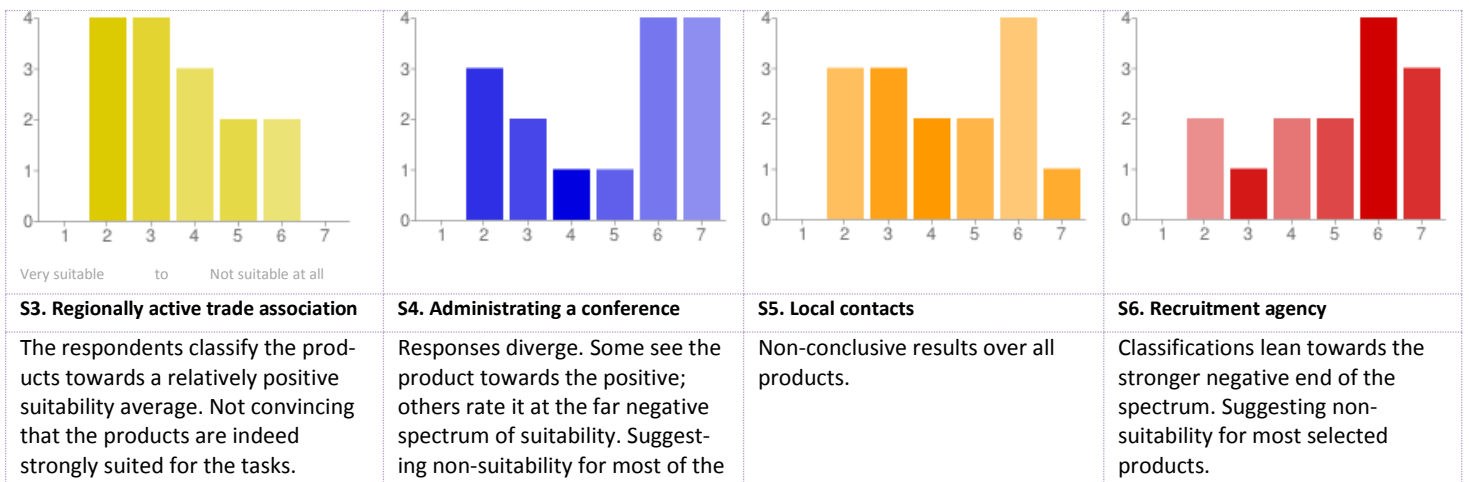 4
3
2
1
0
1 2 3 4 5 6 7
Very suitable to Not suitable at all
4
3
2
1
0
1 2 3 4 5 6 7
4
3
2
1
0
1 2 3 4 5 6 7
4
3
2
1
0
1 2 3 4 5 6 7
S3. Regionally active trade association
S4. Administrating a conference
S5. Local contacts
S6. Recruitment agency
The respondents classify the prod-
ucts towards a relatively positive
suitability average. Not convincing
that the products are indeed
strongly suited for the tasks.
Responses diverge. Some see the
product towards the positive;
others rate it at the far negative
spectrum of suitability. Suggest-
ing non-suitability for most of the
Non-conclusive results over all
products.
Classifications lean towards the
stronger negative end of the
spectrum. Suggesting non-
suitability for most selected
products.